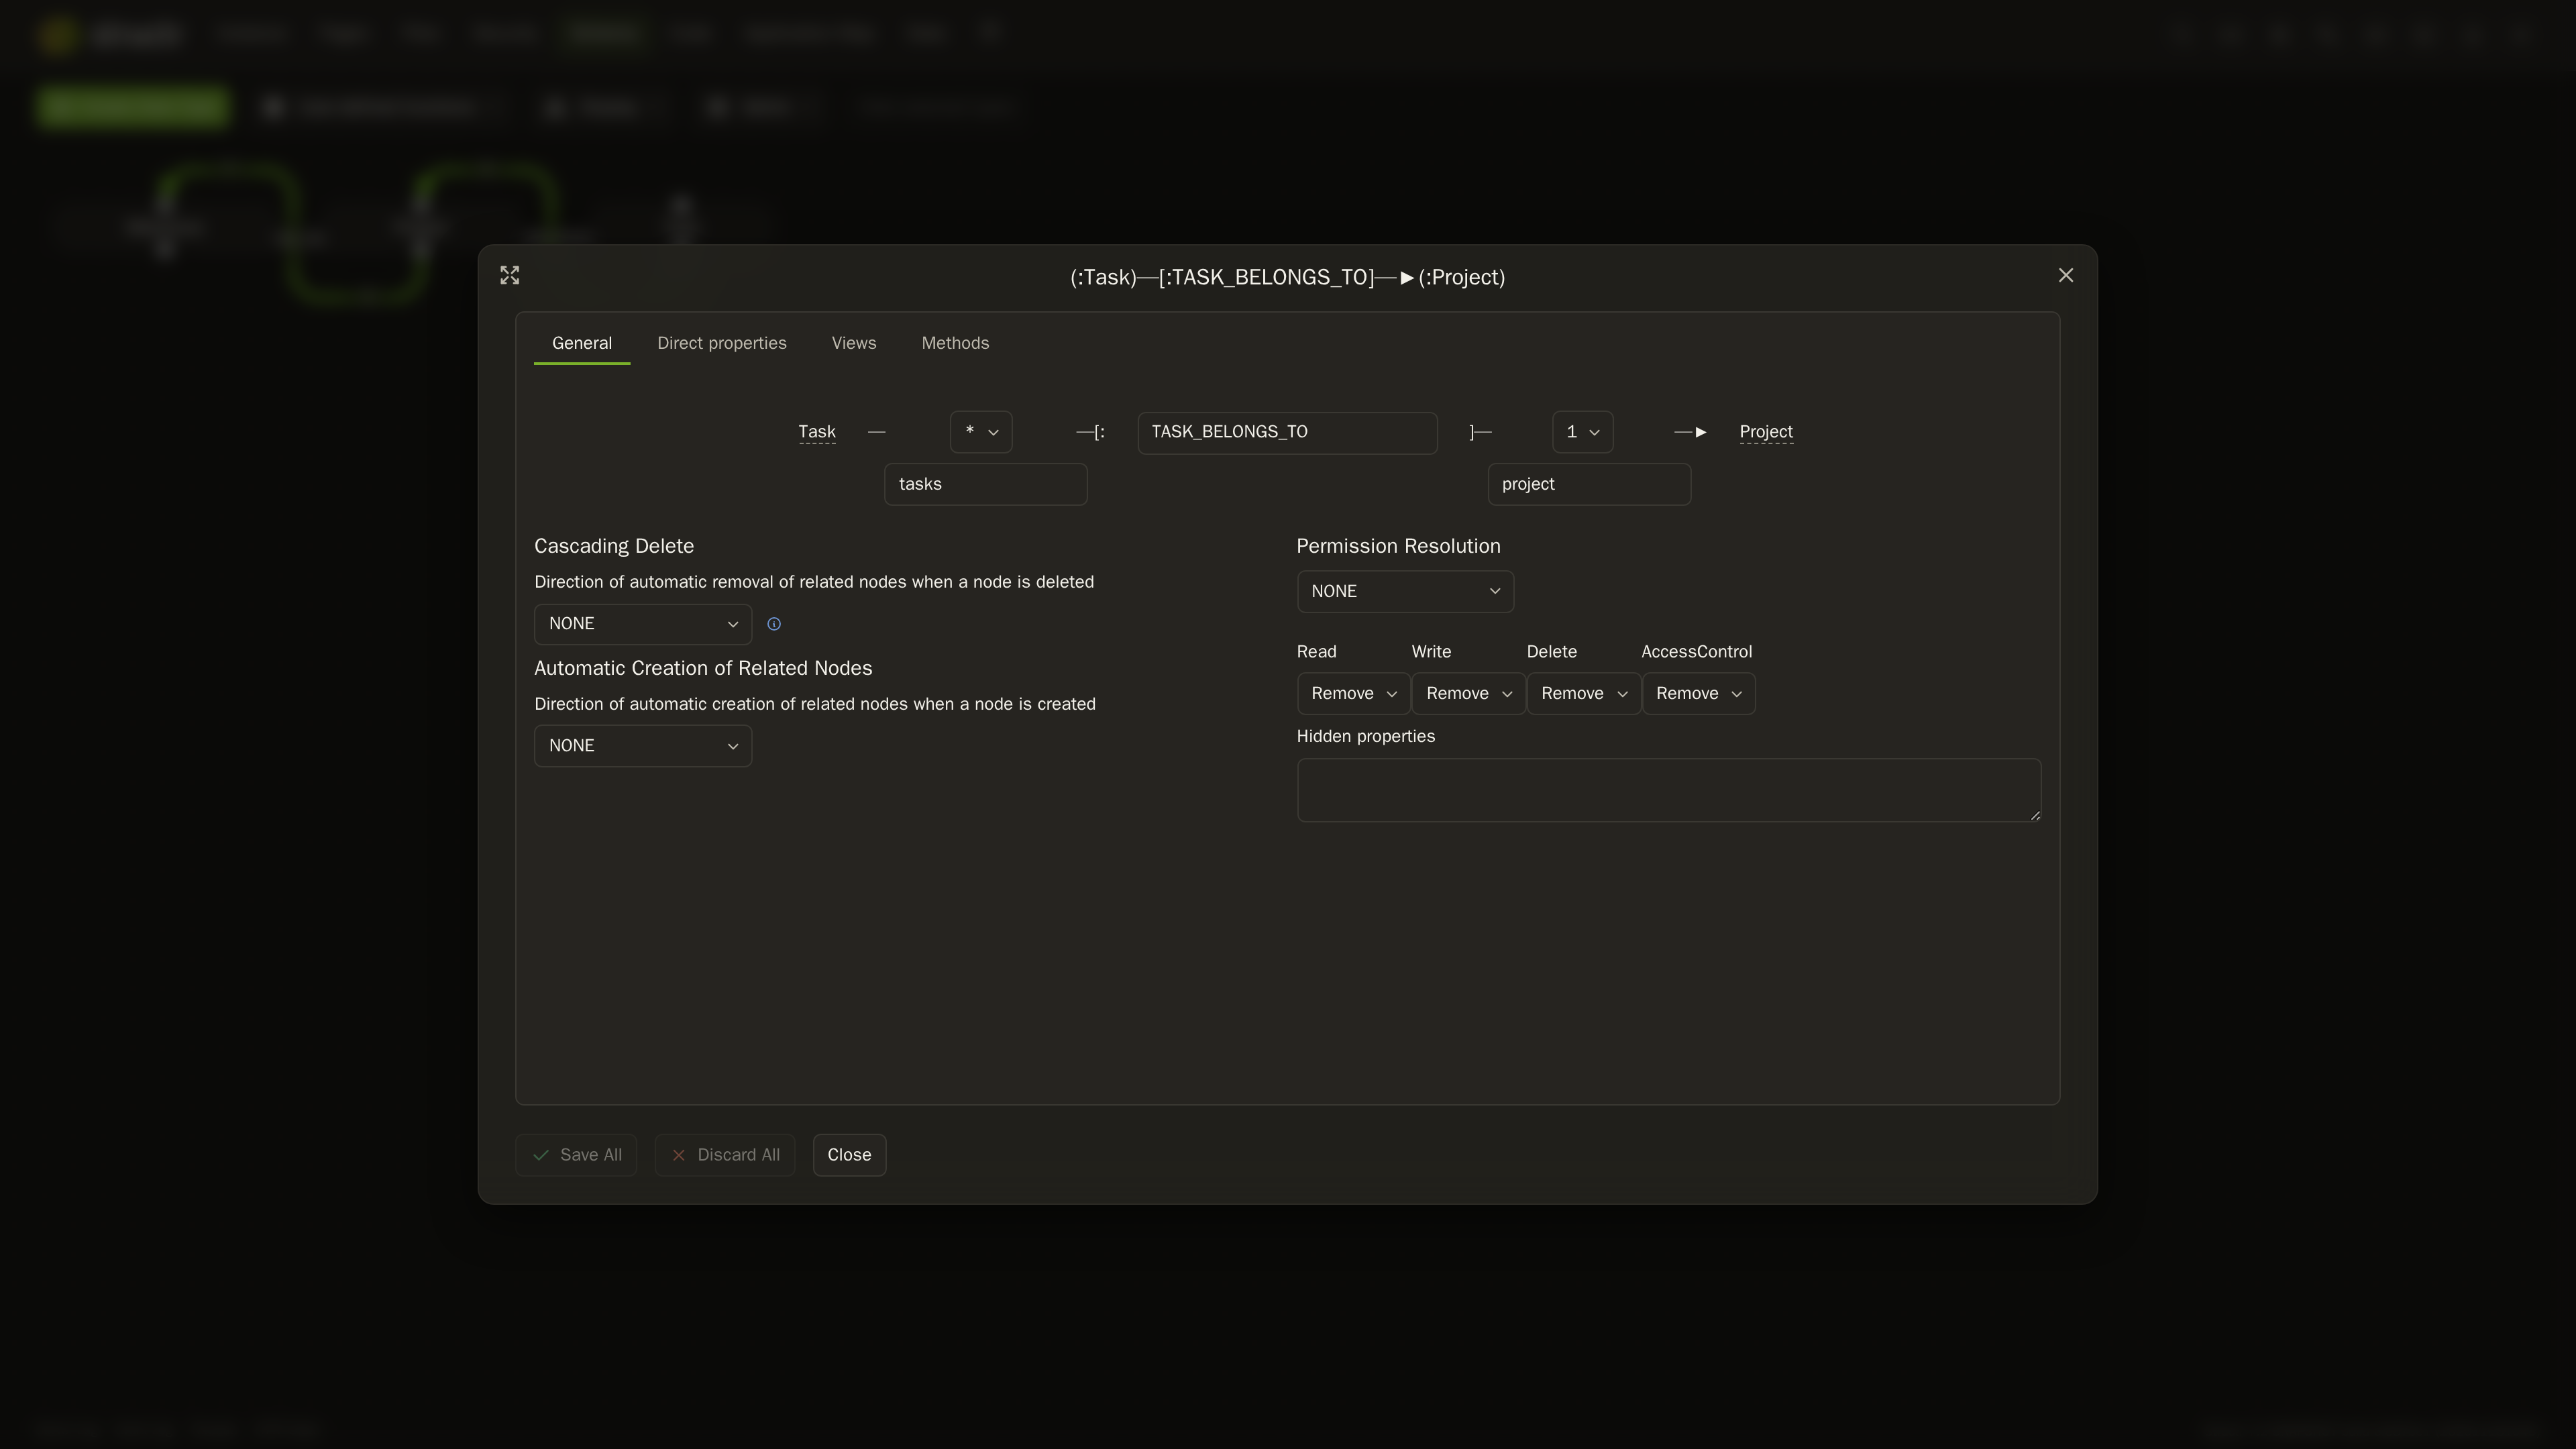 (:Task)—[:TASK_BELONGS_TO]—►(:Project)
General Direct properties Views Methods
Task — * —[: TASK_BELONGS_TO ]— 1 —► Project
tasks project
Cascading Delete
Direction of automatic removal of related nodes when a node is deleted
NONE
Automatic Creation of Related Nodes
Direction of automatic creation of related nodes when a node is created
NONE
Permission Resolution
NONE
Read Write Delete AccessControl
Remove Remove Remove Remove
Hidden properties
Save All Discard All Close